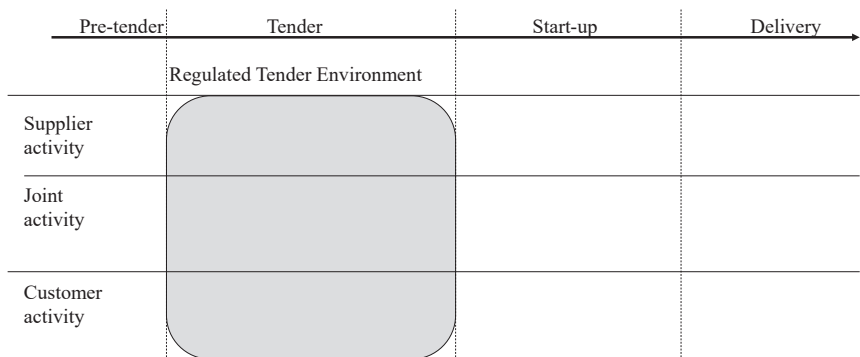 Pre-tender Tender Start-up Delivery
Regulated Tender Environment
Supplier
activity
Joint
activity
Customer
activity